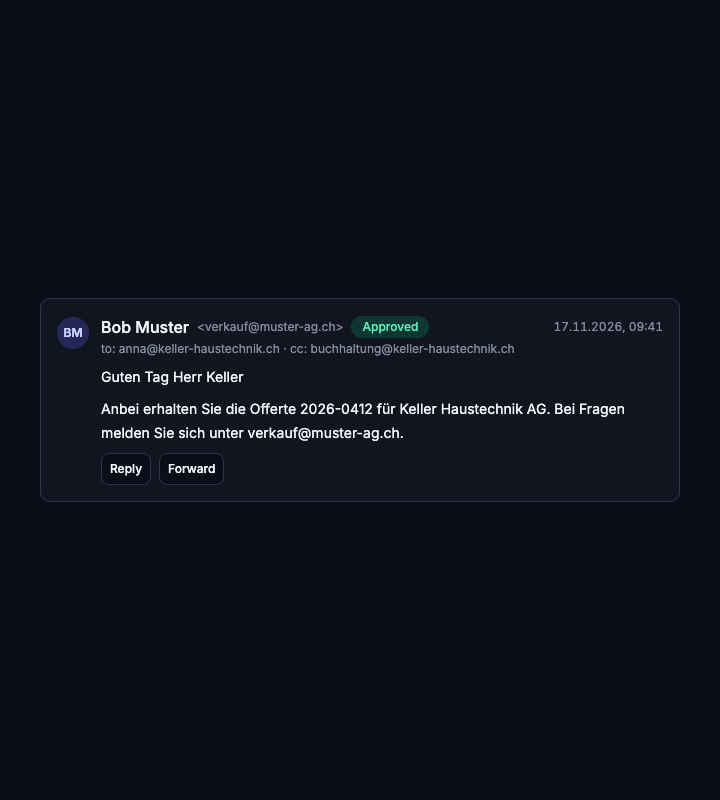 BM
Bob Muster <verkauf@muster-ag.ch> Approved 17.11.2026, 09:41
to: anna@keller-haustechnik.ch · cc: buchhaltung@keller-haustechnik.ch
Guten Tag Herr Keller
Anbei erhalten Sie die Offerte 2026-0412 für Keller Haustechnik AG. Bei Fragen
melden Sie sich unter verkauf@muster-ag.ch.
Reply Forward